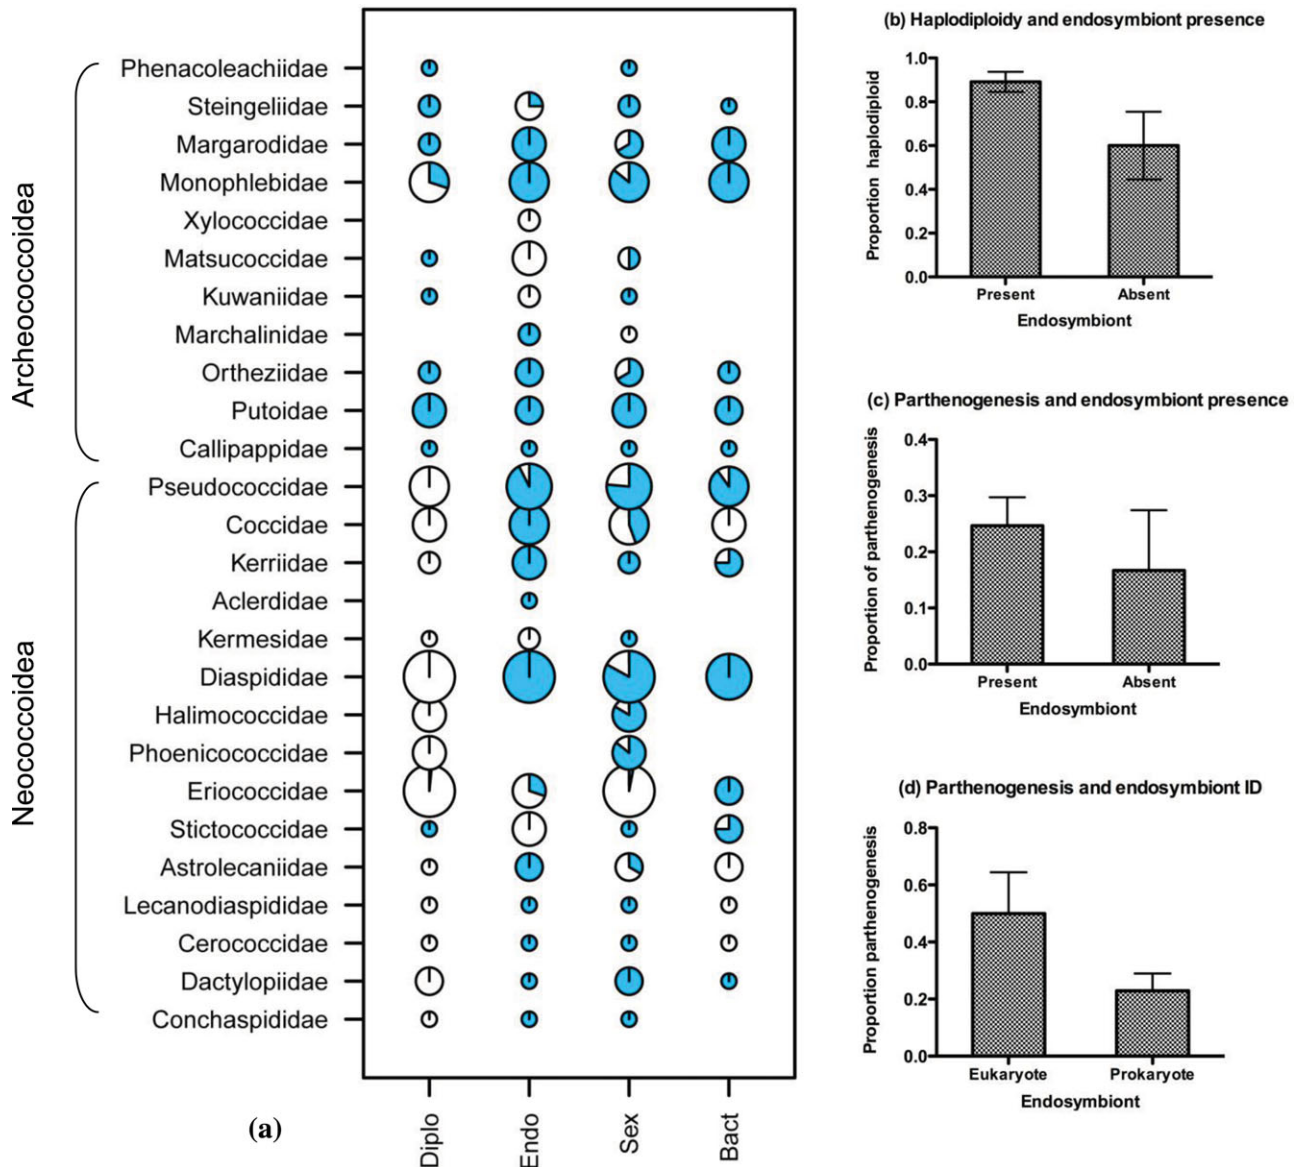 Archeococcoidea
Phenacoleachiidae
Steingeliidae
Margarodidae
Monophlebidae
Xylococcidae
Matsucoccidae
Kuwaniidae
Marchalinidae
Ortheziidae
Putoidae
Callipappidae
Neococcoidea
Pseudococcidae
Coccidae
Kerriidae
Aclerdidae
Kermesidae
Diaspididae
Halimococcidae
Phoenicococcidae
Eriococcidae
Stictococcidae
Astrolecaniidae
Lecanodiaspididae
Cerococcidae
Dactylopiidae
Conchaspididae
Diplo
Endo
Sex
Bact
(a)
(b) Haplodiploidy and endosymbiont presence
Proportion haplodiploid
1.0
0.8
0.6
0.4
0.2
0.0
Present
Absent
Endosymbiont
(c) Parthenogenesis and endosymbiont presence
Proportion of parthenogenesis
0.4
0.3
0.2
0.1
0.0
Present
Absent
Endosymbiont
(d) Parthenogenesis and endosymbiont ID
Proportion parthenogenesis
0.8
0.6
0.4
0.2
0.0
Eukaryote
Prokaryote
Endosymbiont